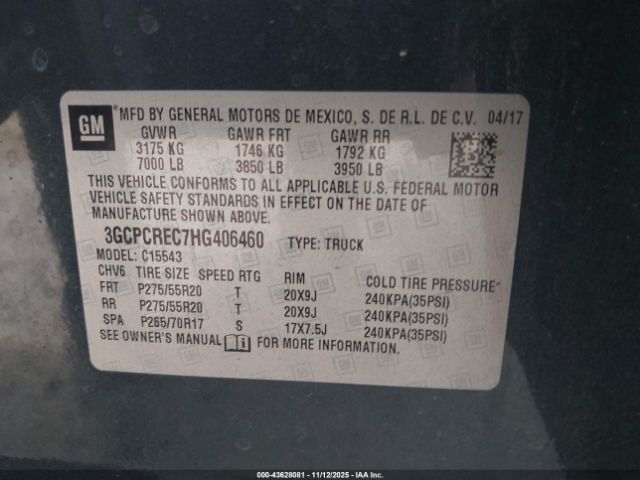 GM *MFD BY GENERAL MOTORS DE MEXICO, S. DE R.L. DE C.V. 04/17
GVWR GAWR FRT GAWR RR
3175 KG 1746 KG 1792 KG
7000 LB 3850 LB 3950 LB
THIS VEHICLE CONFORMS TO ALL APPLICABLE U.S. FEDERAL MOTOR
VEHICLE SAFETY STANDARDS IN EFFECT ON THE DATE OF
MANUFACTURE SHOWN ABOVE.
3GCPCREC7HG406460 TYPE: TRUCK
MODEL: C15543
CHV6 TIRE SIZE SPEED RTG RIM COLD TIRE PRESSURE*
FRT P275/55R20 T 20X9J 240KPA(35PSI)
RR P275/55R20 T 20X9J 240KPA(35PSI)
SPA P265/70R17 S 17X7.5J 240KPA(35PSI)
SEE OWNER'S MANUAL i FOR MORE INFORMATION.
000-43628081 - 11/12/2025 - IAA Inc.